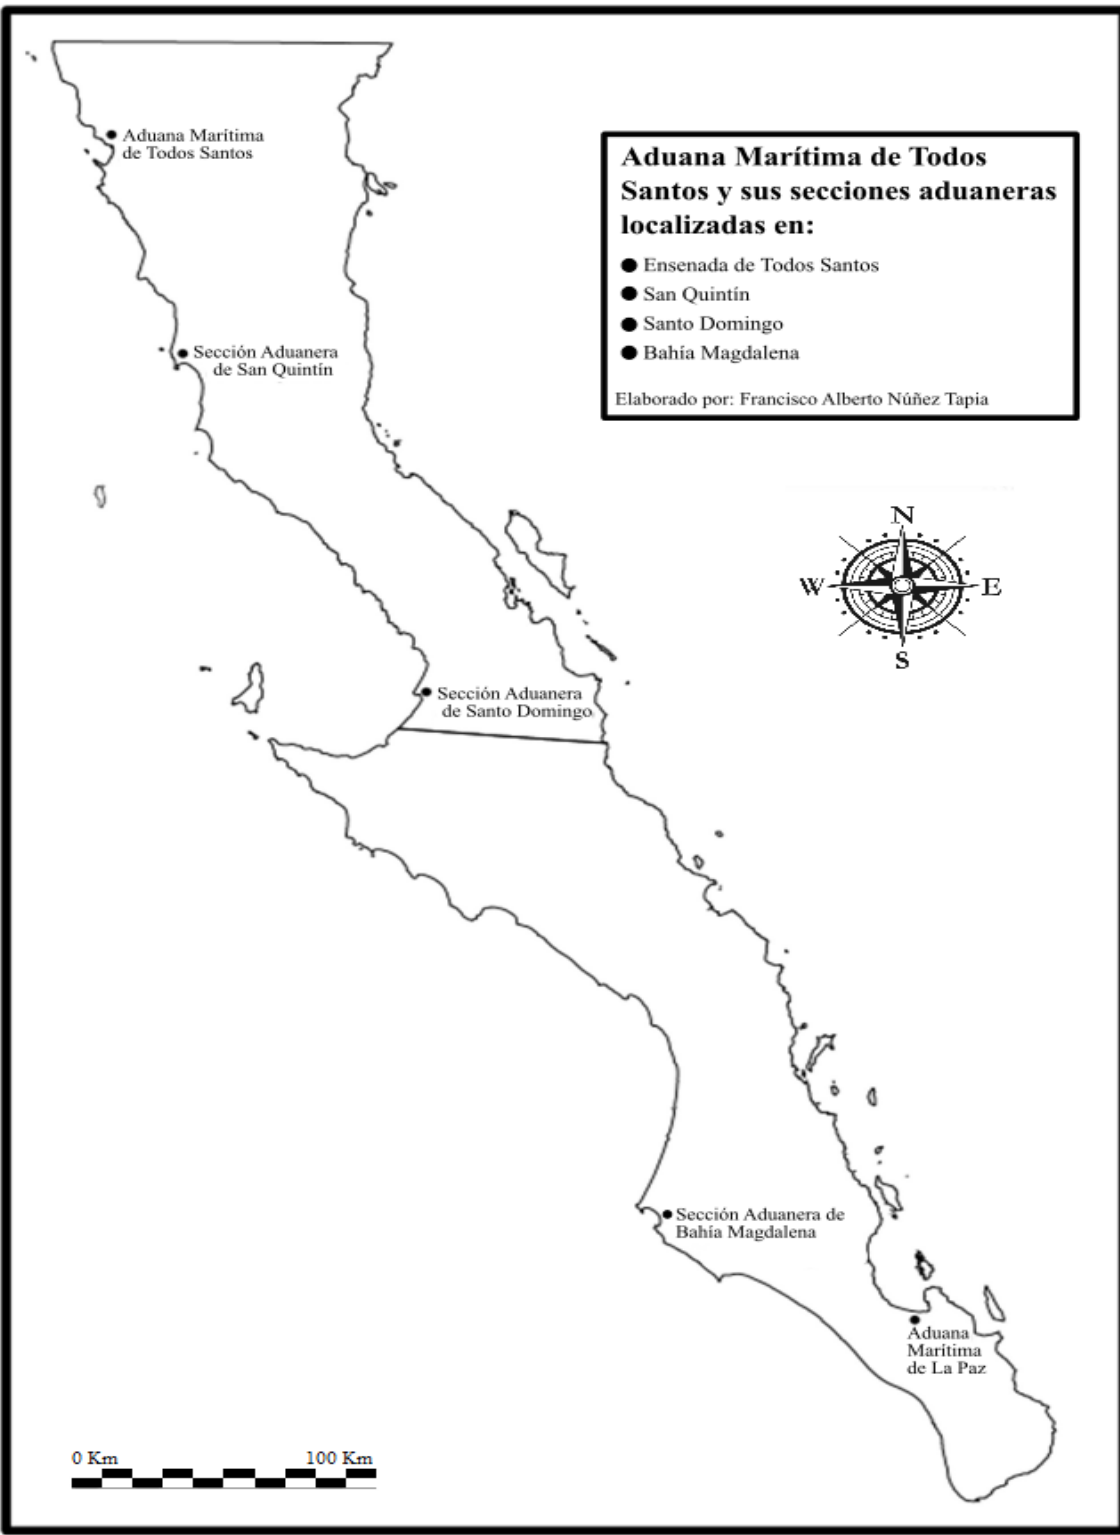 Aduana Marítima
de Todos Santos
Aduana Marítima de Todos
Santos y sus secciones aduaneras
localizadas en:
Ensenada de Todos Santos
San Quintín
Santo Domingo
Bahía Magdalena
Elaborado por: Francisco Alberto Núñez Tapia
Sección Aduanera
de San Quintín
N
W
E
S
Sección Aduanera
de Santo Domingo
Sección Aduanera de
Bahía Magdalena
Aduana
Marítima
de La Paz
0 Km
100 Km